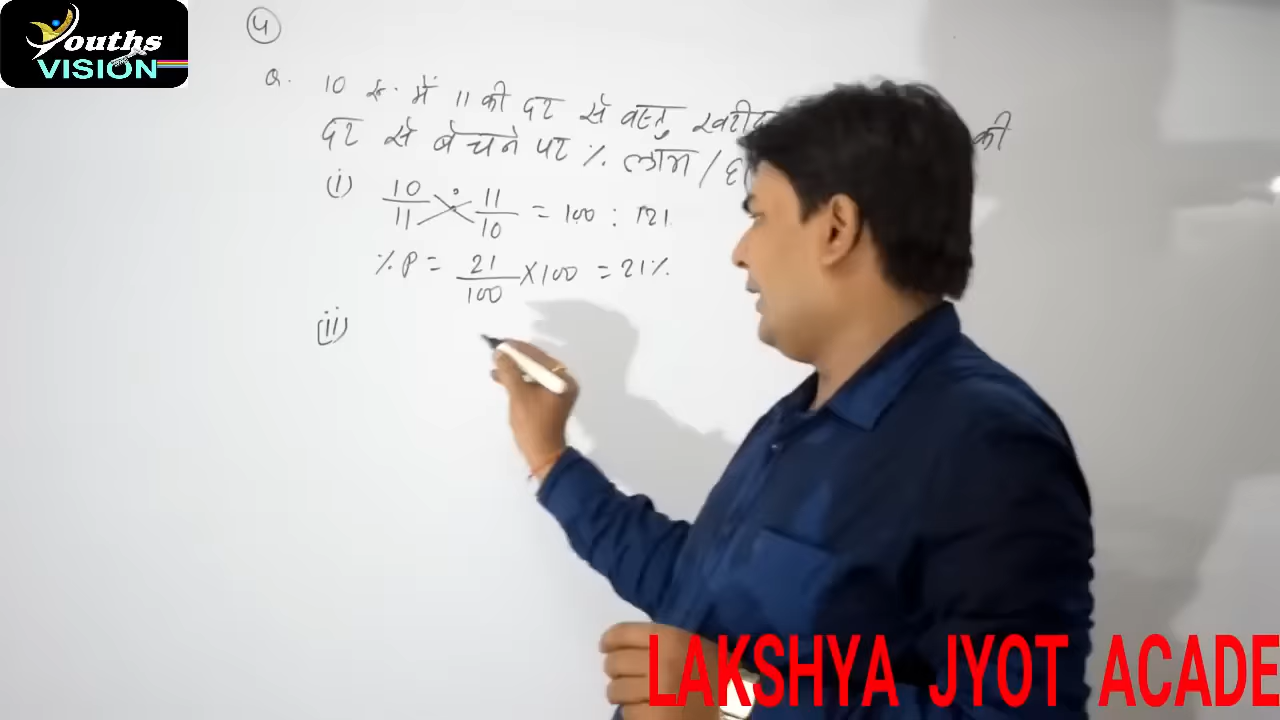 Youths
VISION
4
Q. 10 रु. में 11 की दर से वस्तु की
दर से बेचने पर % लाभ /
(i) 10/11 × 11/10 = 100 : 121
% P = 21/100 × 100 = 21%
(ii)
LAKSHYA JYOT ACADE